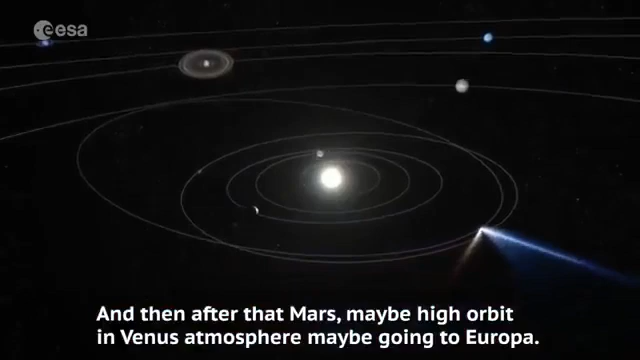 esa
And then after that Mars, maybe high orbit
in Venus atmosphere maybe going to Europa.